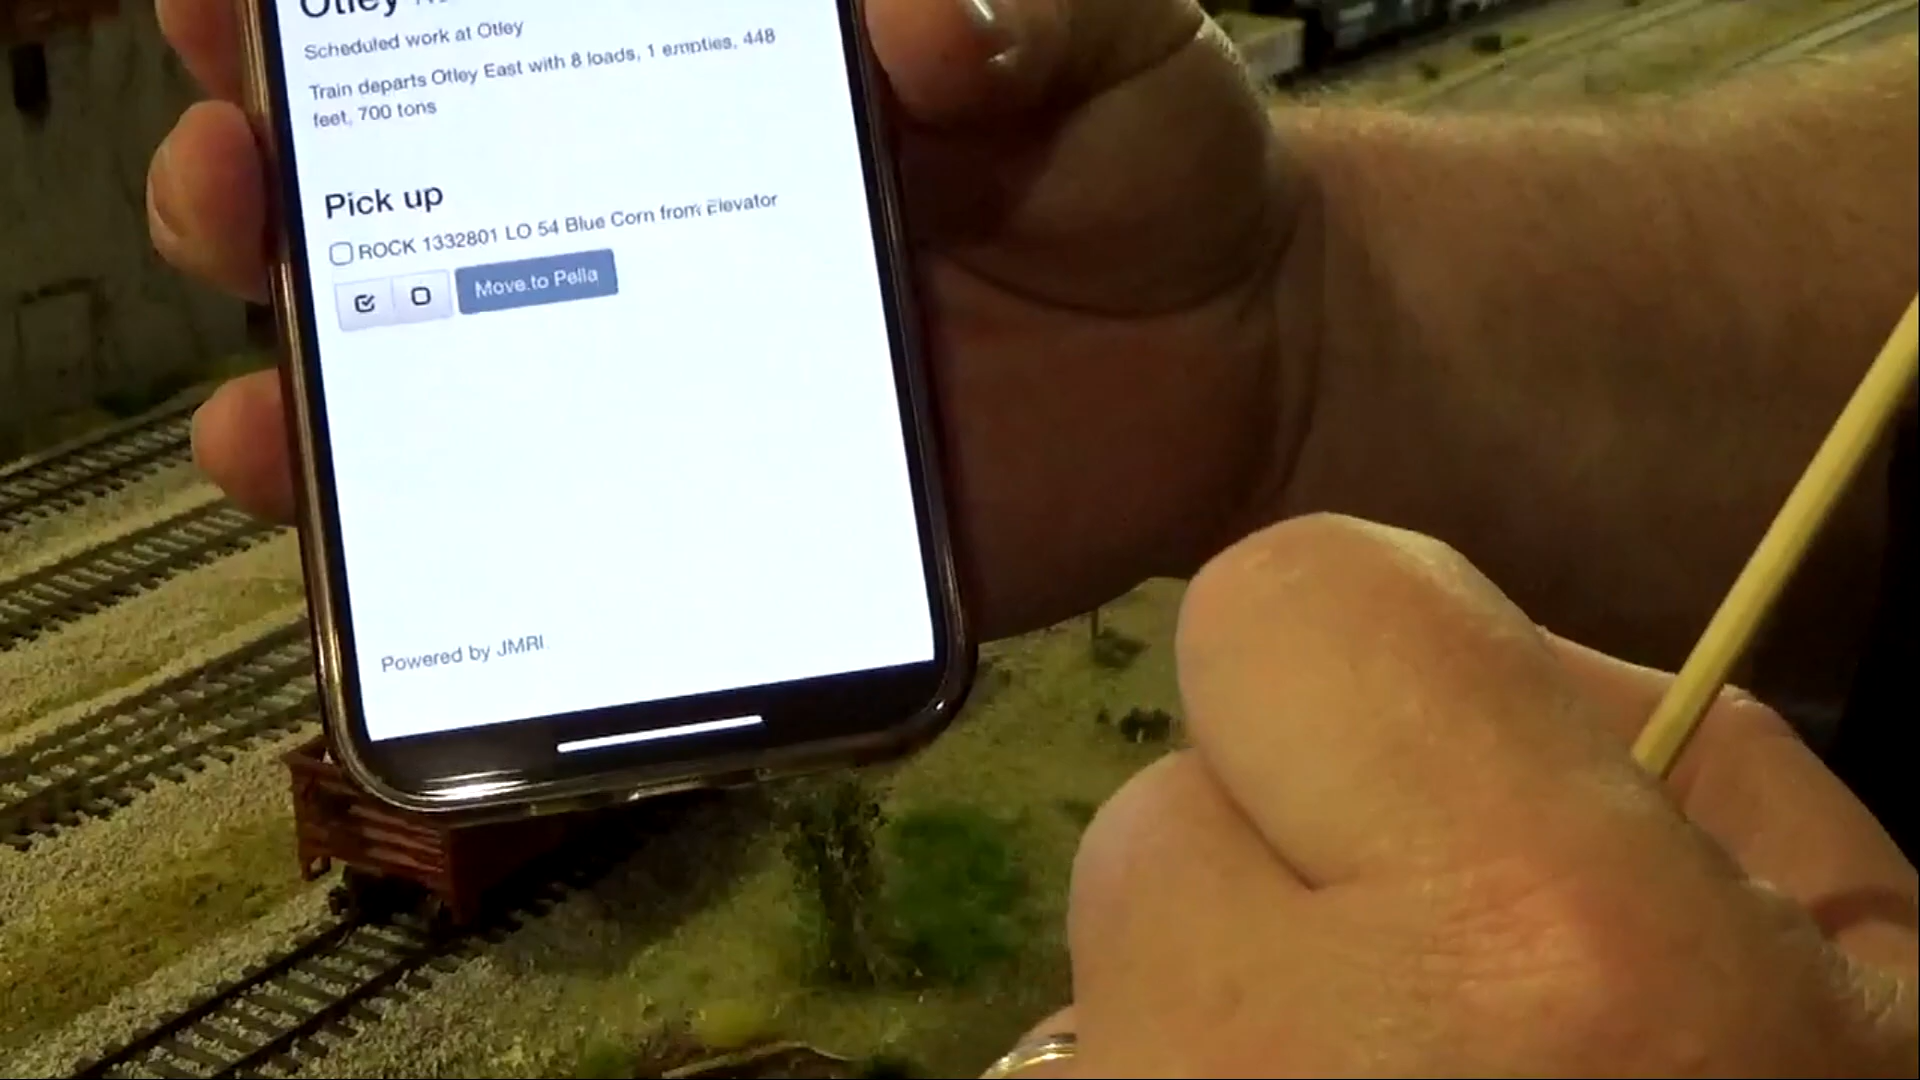 Otley
Scheduled work at Otley
Train departs Otley East with 8 loads, 1 empties, 448
feet, 700 tons
Pick up
ROCK 1332801 LO 54 Blue Corn from Elevator
Move to Pella
Powered by JMRI.